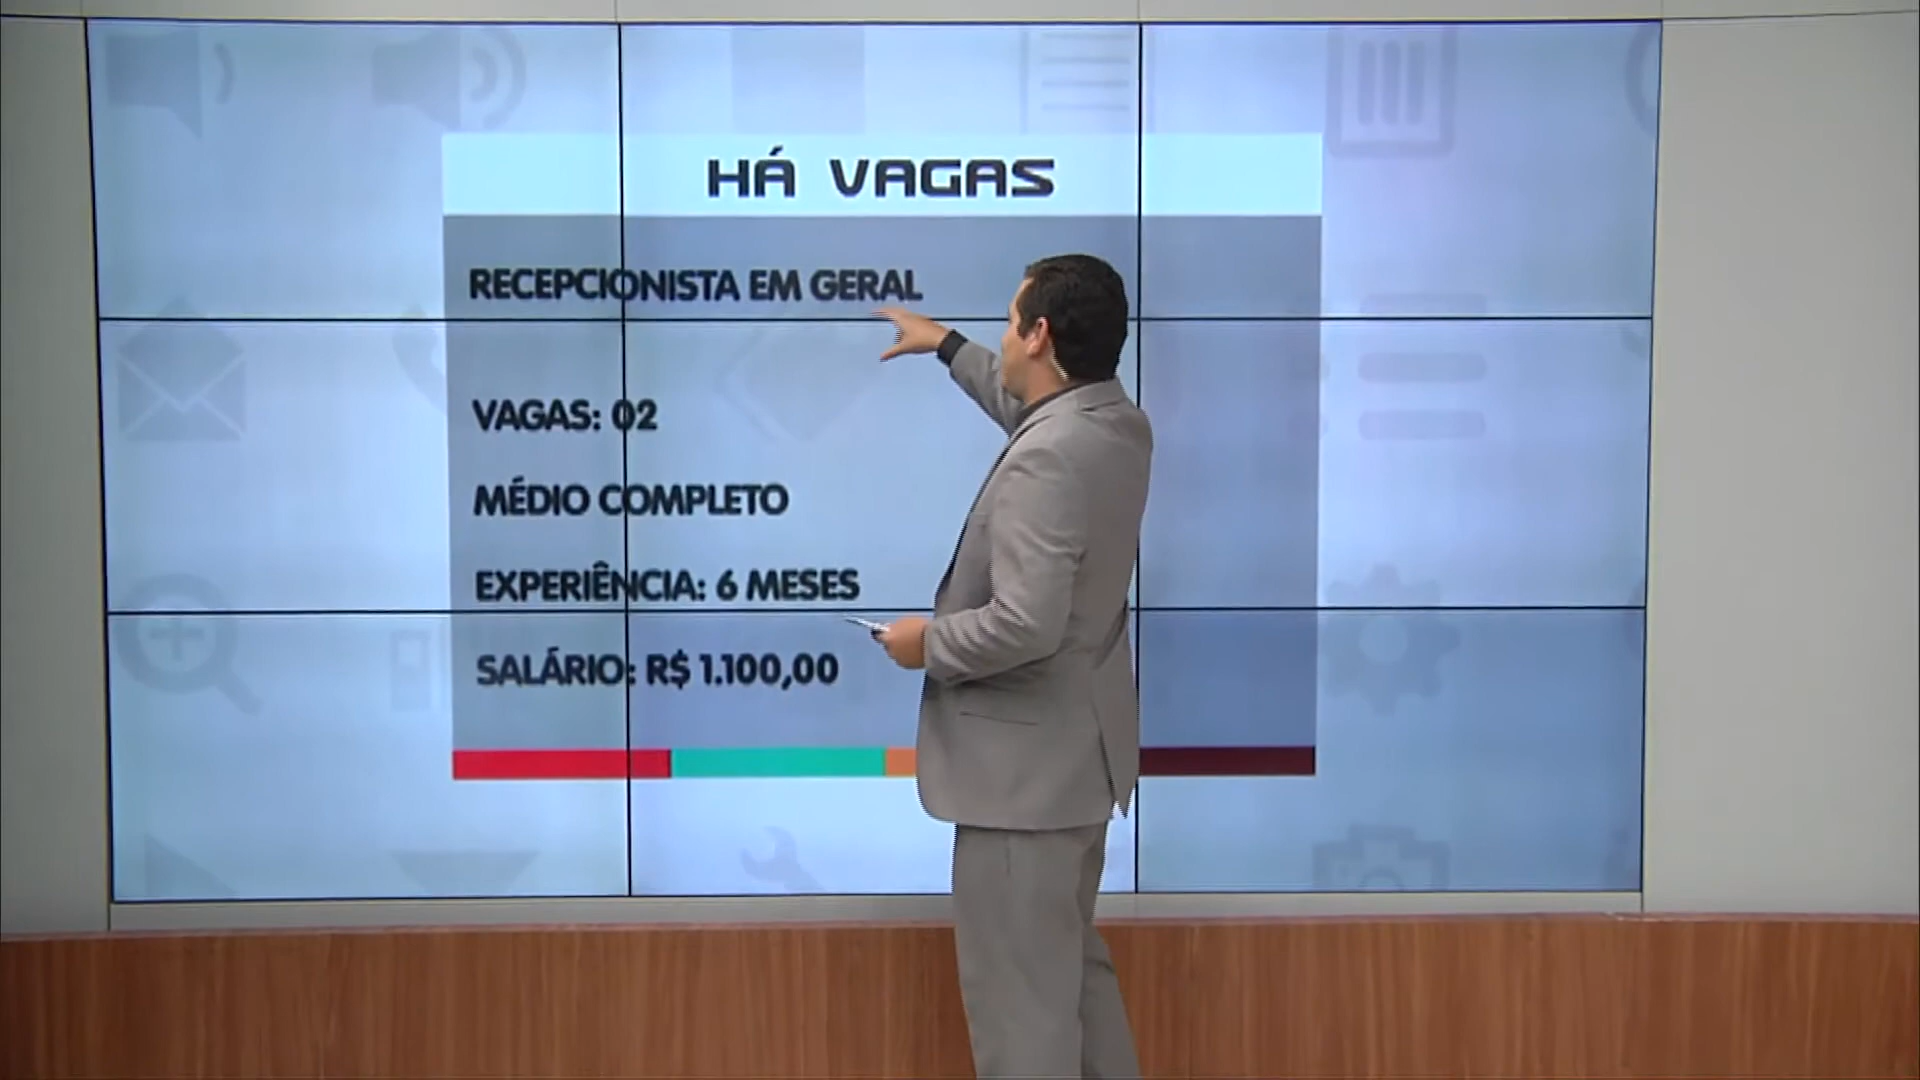 HÁ VAGAS
RECEPCIONISTA EM GERAL
VAGAS: 02
MÉDIO COMPLETO
EXPERIÊNCIA: 6 MESES
SALÁRIO: R$ 1.100,00